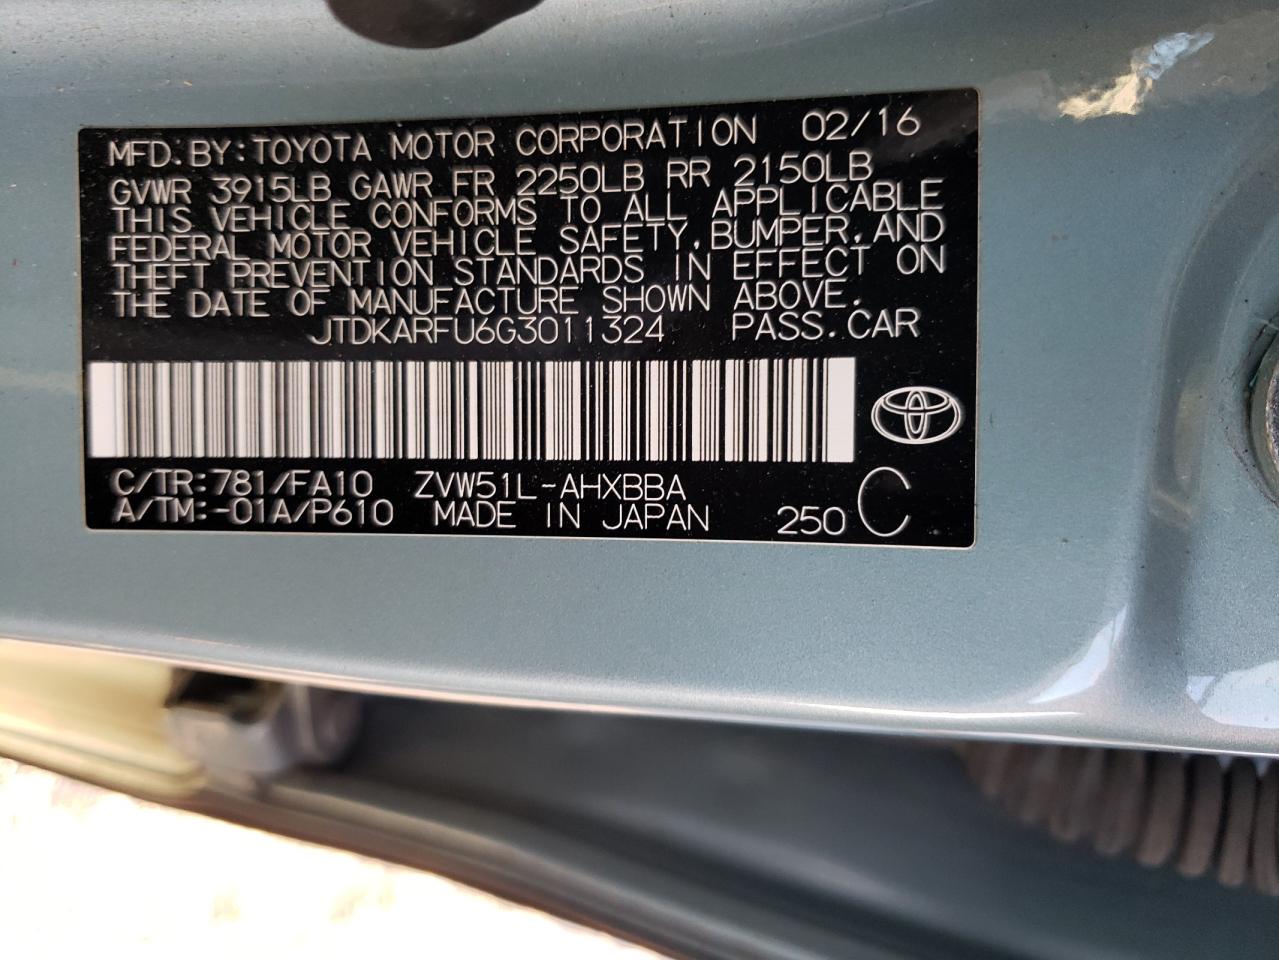 MFD.BY:TOYOTA MOTOR CORPORATION 02/16
GVWR 3915LB GAWR FR 2250LB RR 2150LB
THIS VEHICLE CONFORMS TO ALL APPLICABLE
FEDERAL MOTOR VEHICLE SAFETY,BUMPER,AND
THEFT PREVENTION STANDARDS IN EFFECT ON
THE DATE OF MANUFACTURE SHOWN ABOVE.
JTDKARFU6G3011324 PASS.CAR
C/TR:781/FA10 ZVW51L-AHXBBA
A/TM:-01A/P610 MADE IN JAPAN 250 C